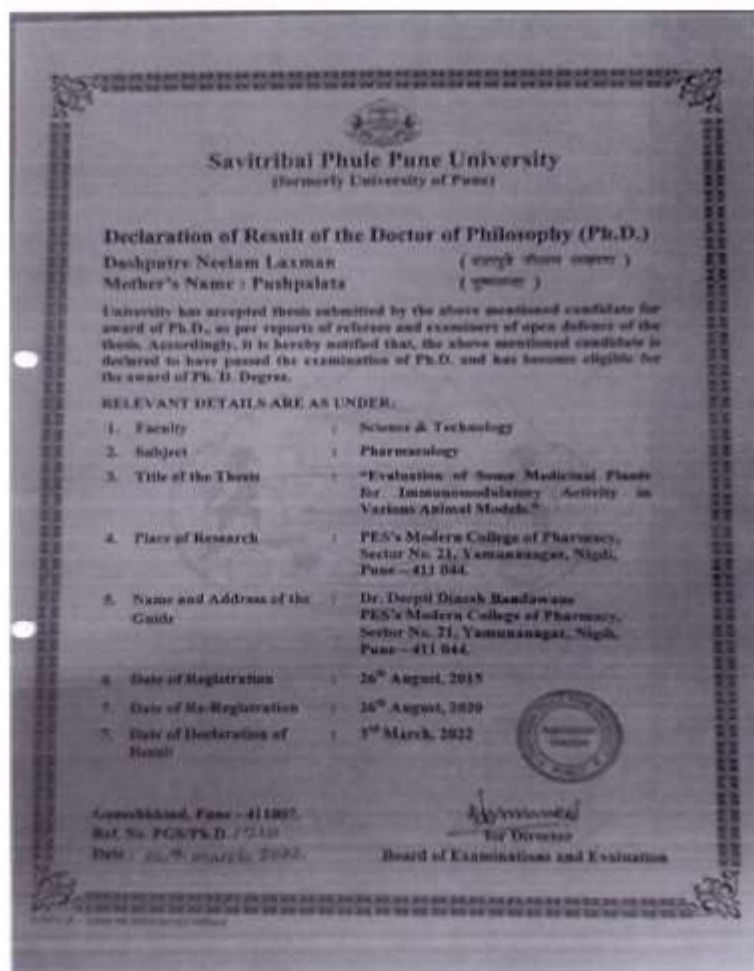 Savitribai Phule Pune University
(formerly University of Pune)
Declaration of Result of the Doctor of Philosophy (Ph.D.)
Dashputre Neelam Laxman
Mother's Name : Pushpalata
University has accepted thesis submitted by the above mentioned candidate for
award of Ph.D., as per reports of referees and examiners of open defence of the
thesis. Accordingly, it is hereby notified that, the above mentioned candidate is
declared to have passed the examination of Ph.D. and has become eligible for
the award of Ph. D. Degree.
RELEVANT DETAILS ARE AS UNDER:
1. Faculty : Science & Technology
2. Subject : Pharmacology
3. Title of the Thesis : "Evaluation of Some Medicinal Plants
for Immunomodulatory Activity in
Various Animal Models."
4. Place of Research : PES's Modern College of Pharmacy,
Sector No. 21, Yamunanagar, Nigdi,
Pune – 411 044.
5. Name and Address of the : Dr. Deepti Dinesh Bandawane
Guide PES's Modern College of Pharmacy,
Sector No. 21, Yamunanagar, Nigdi,
Pune – 411 044.
6. Date of Registration : 26th August, 2015
7. Date of Re-Registration : 26th August, 2020
7. Date of Declaration of : 3rd March, 2022
Result
Ganeshkhind, Pune – 411007.
Ref. No. PGS/Ph.D./
for Director
Date : March, 2022.
Board of Examinations and Evaluation